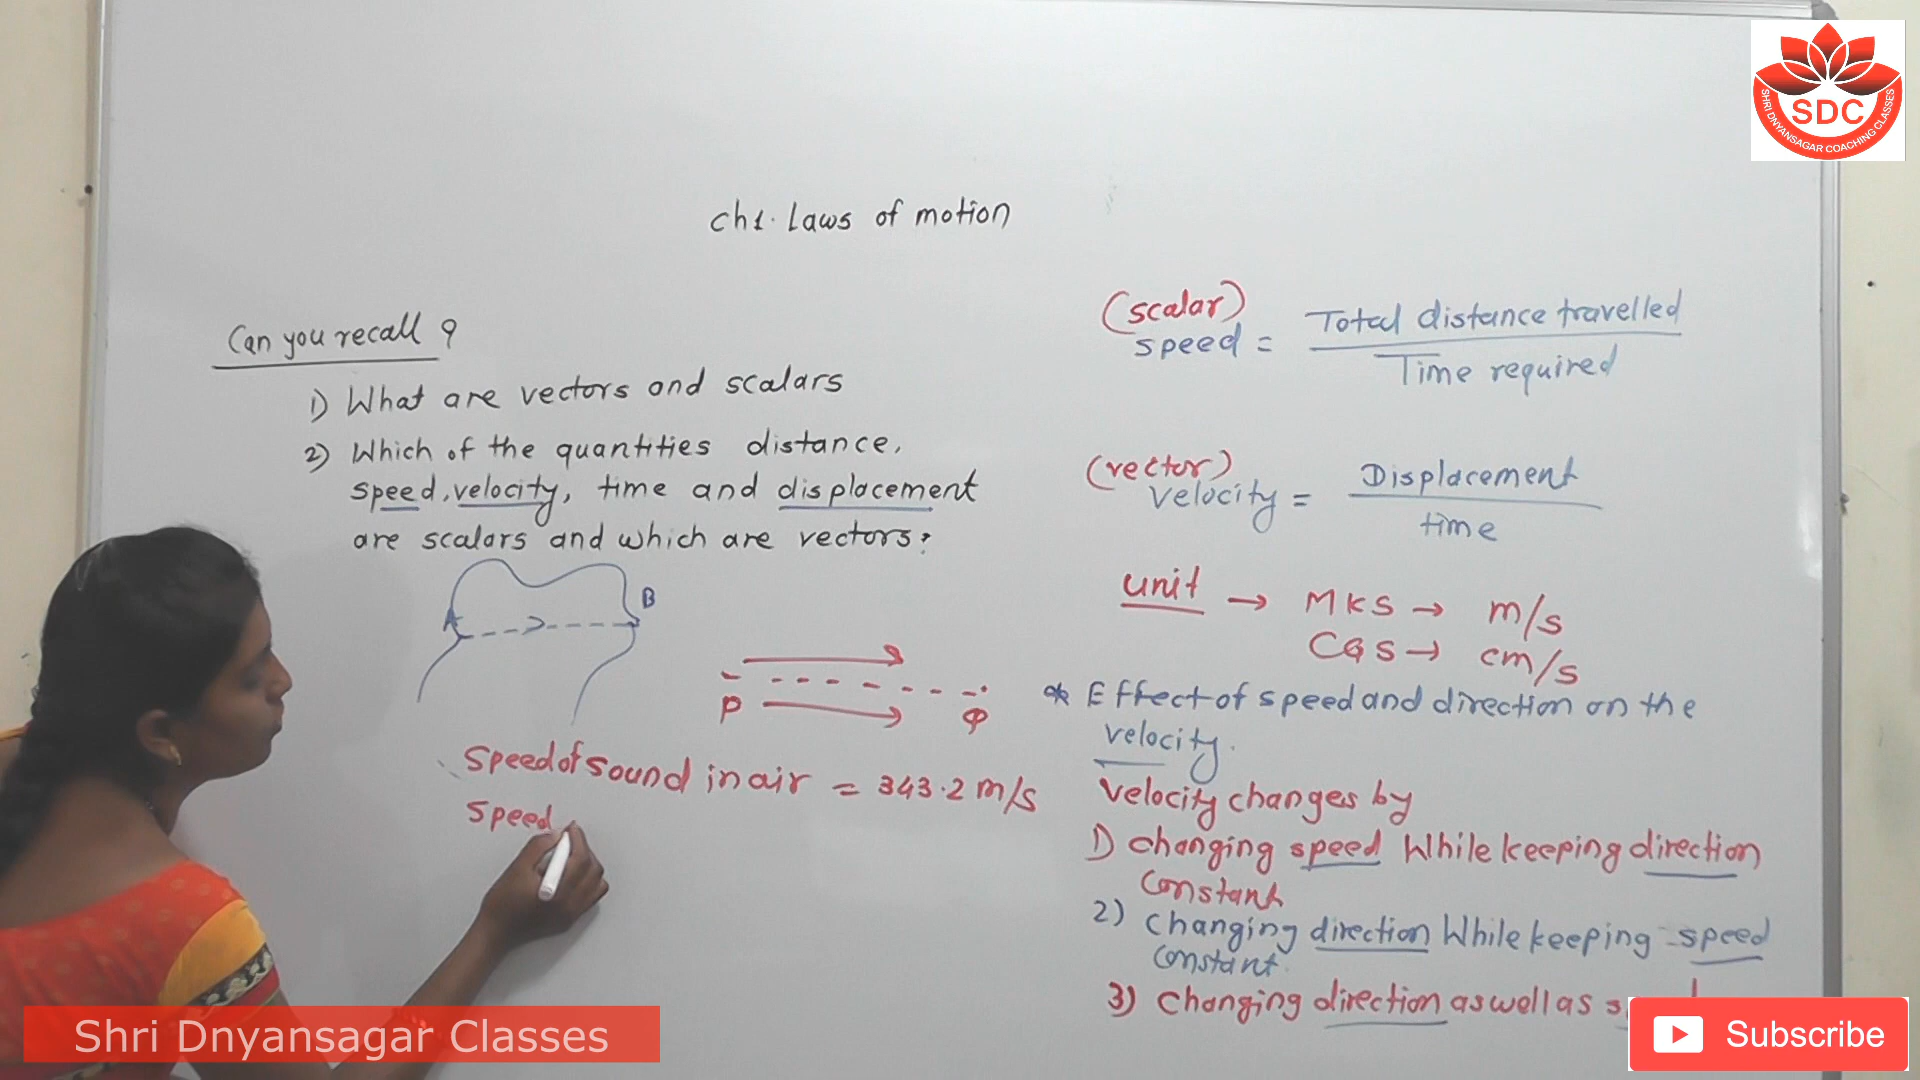 SDC
SHRI DNYANSAGAR COACHING CLASSES
ch1. Laws of motion
Can you recall ?
1) What are vectors and scalars
2) Which of the quantities distance,
speed, velocity, time and displacement
are scalars and which are vectors?
A
B
P
Q
Speed of sound in air = 343.2 m/s
Speed
(scalar)
speed = Total distance travelled
Time required
(vector)
velocity = Displacement
time
unit → MKS → m/s
CGS → cm/s
* Effect of speed and direction on the
velocity.
Velocity changes by
1) changing speed While keeping direction
constant
2) changing direction While keeping speed
constant.
3) changing direction as well as
Shri Dnyansagar Classes
Subscribe